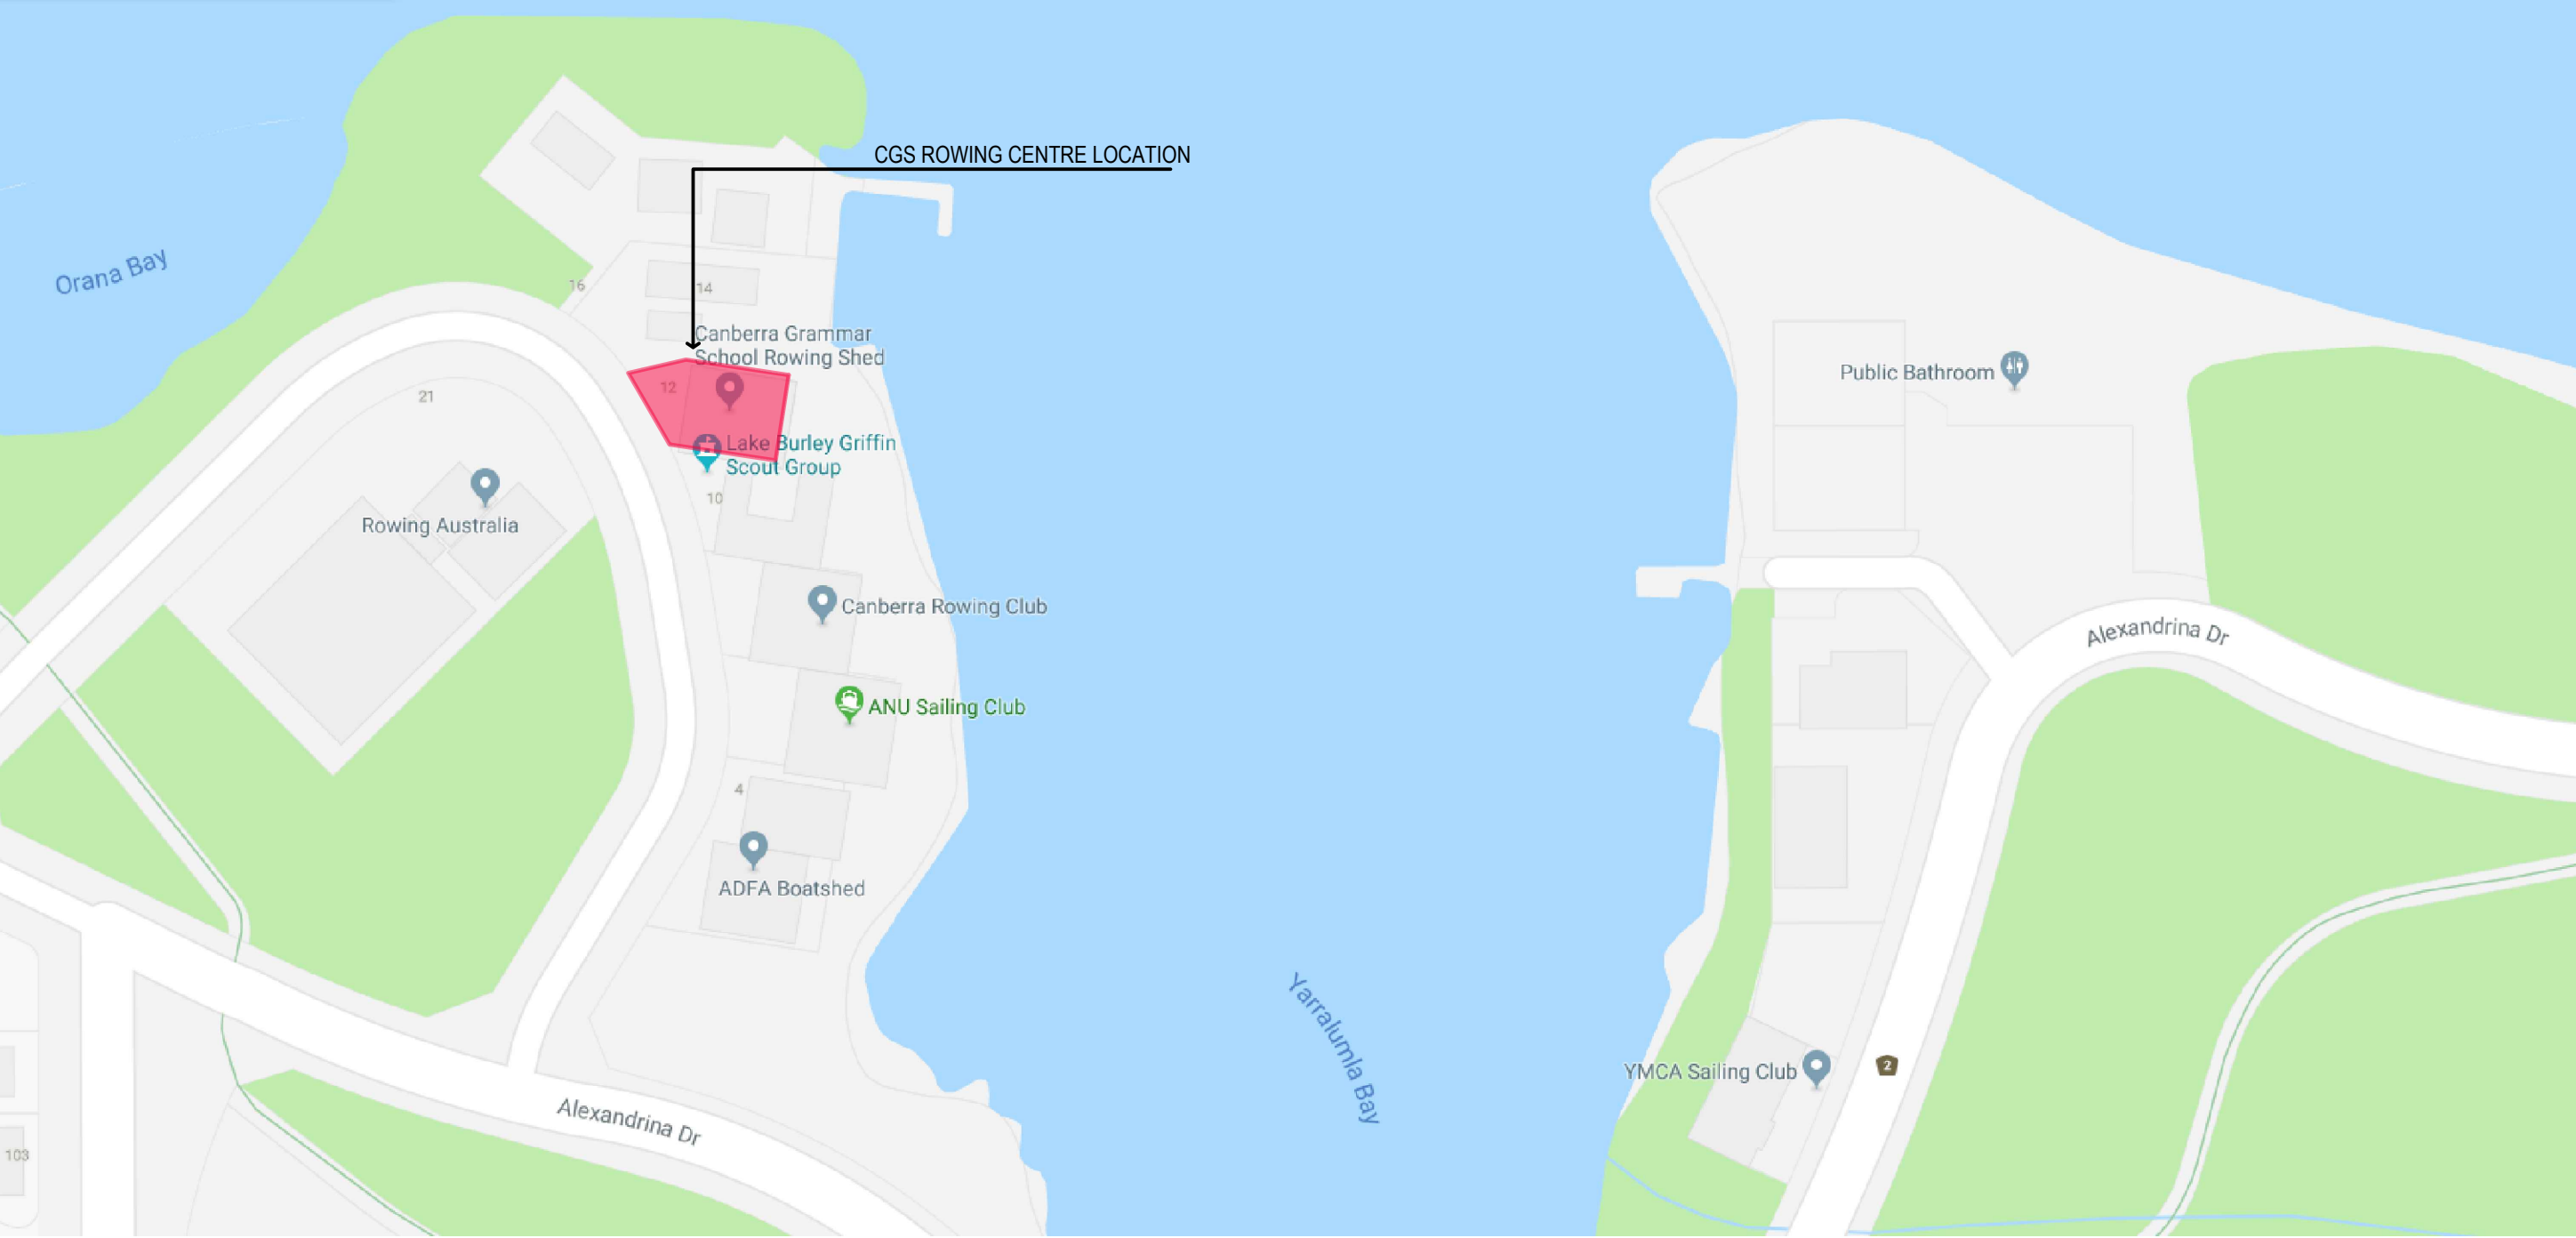 CGS ROWING CENTRE LOCATION
Orana Bay
16
14
Canberra Grammar
School Rowing Shed
12
21
Public Bathroom
Lake Burley Griffin
Scout Group
10
Rowing Australia
Canberra Rowing Club
Alexandrina Dr
ANU Sailing Club
4
ADFA Boatshed
Yarralumla Bay
YMCA Sailing Club
2
Alexandrina Dr
103